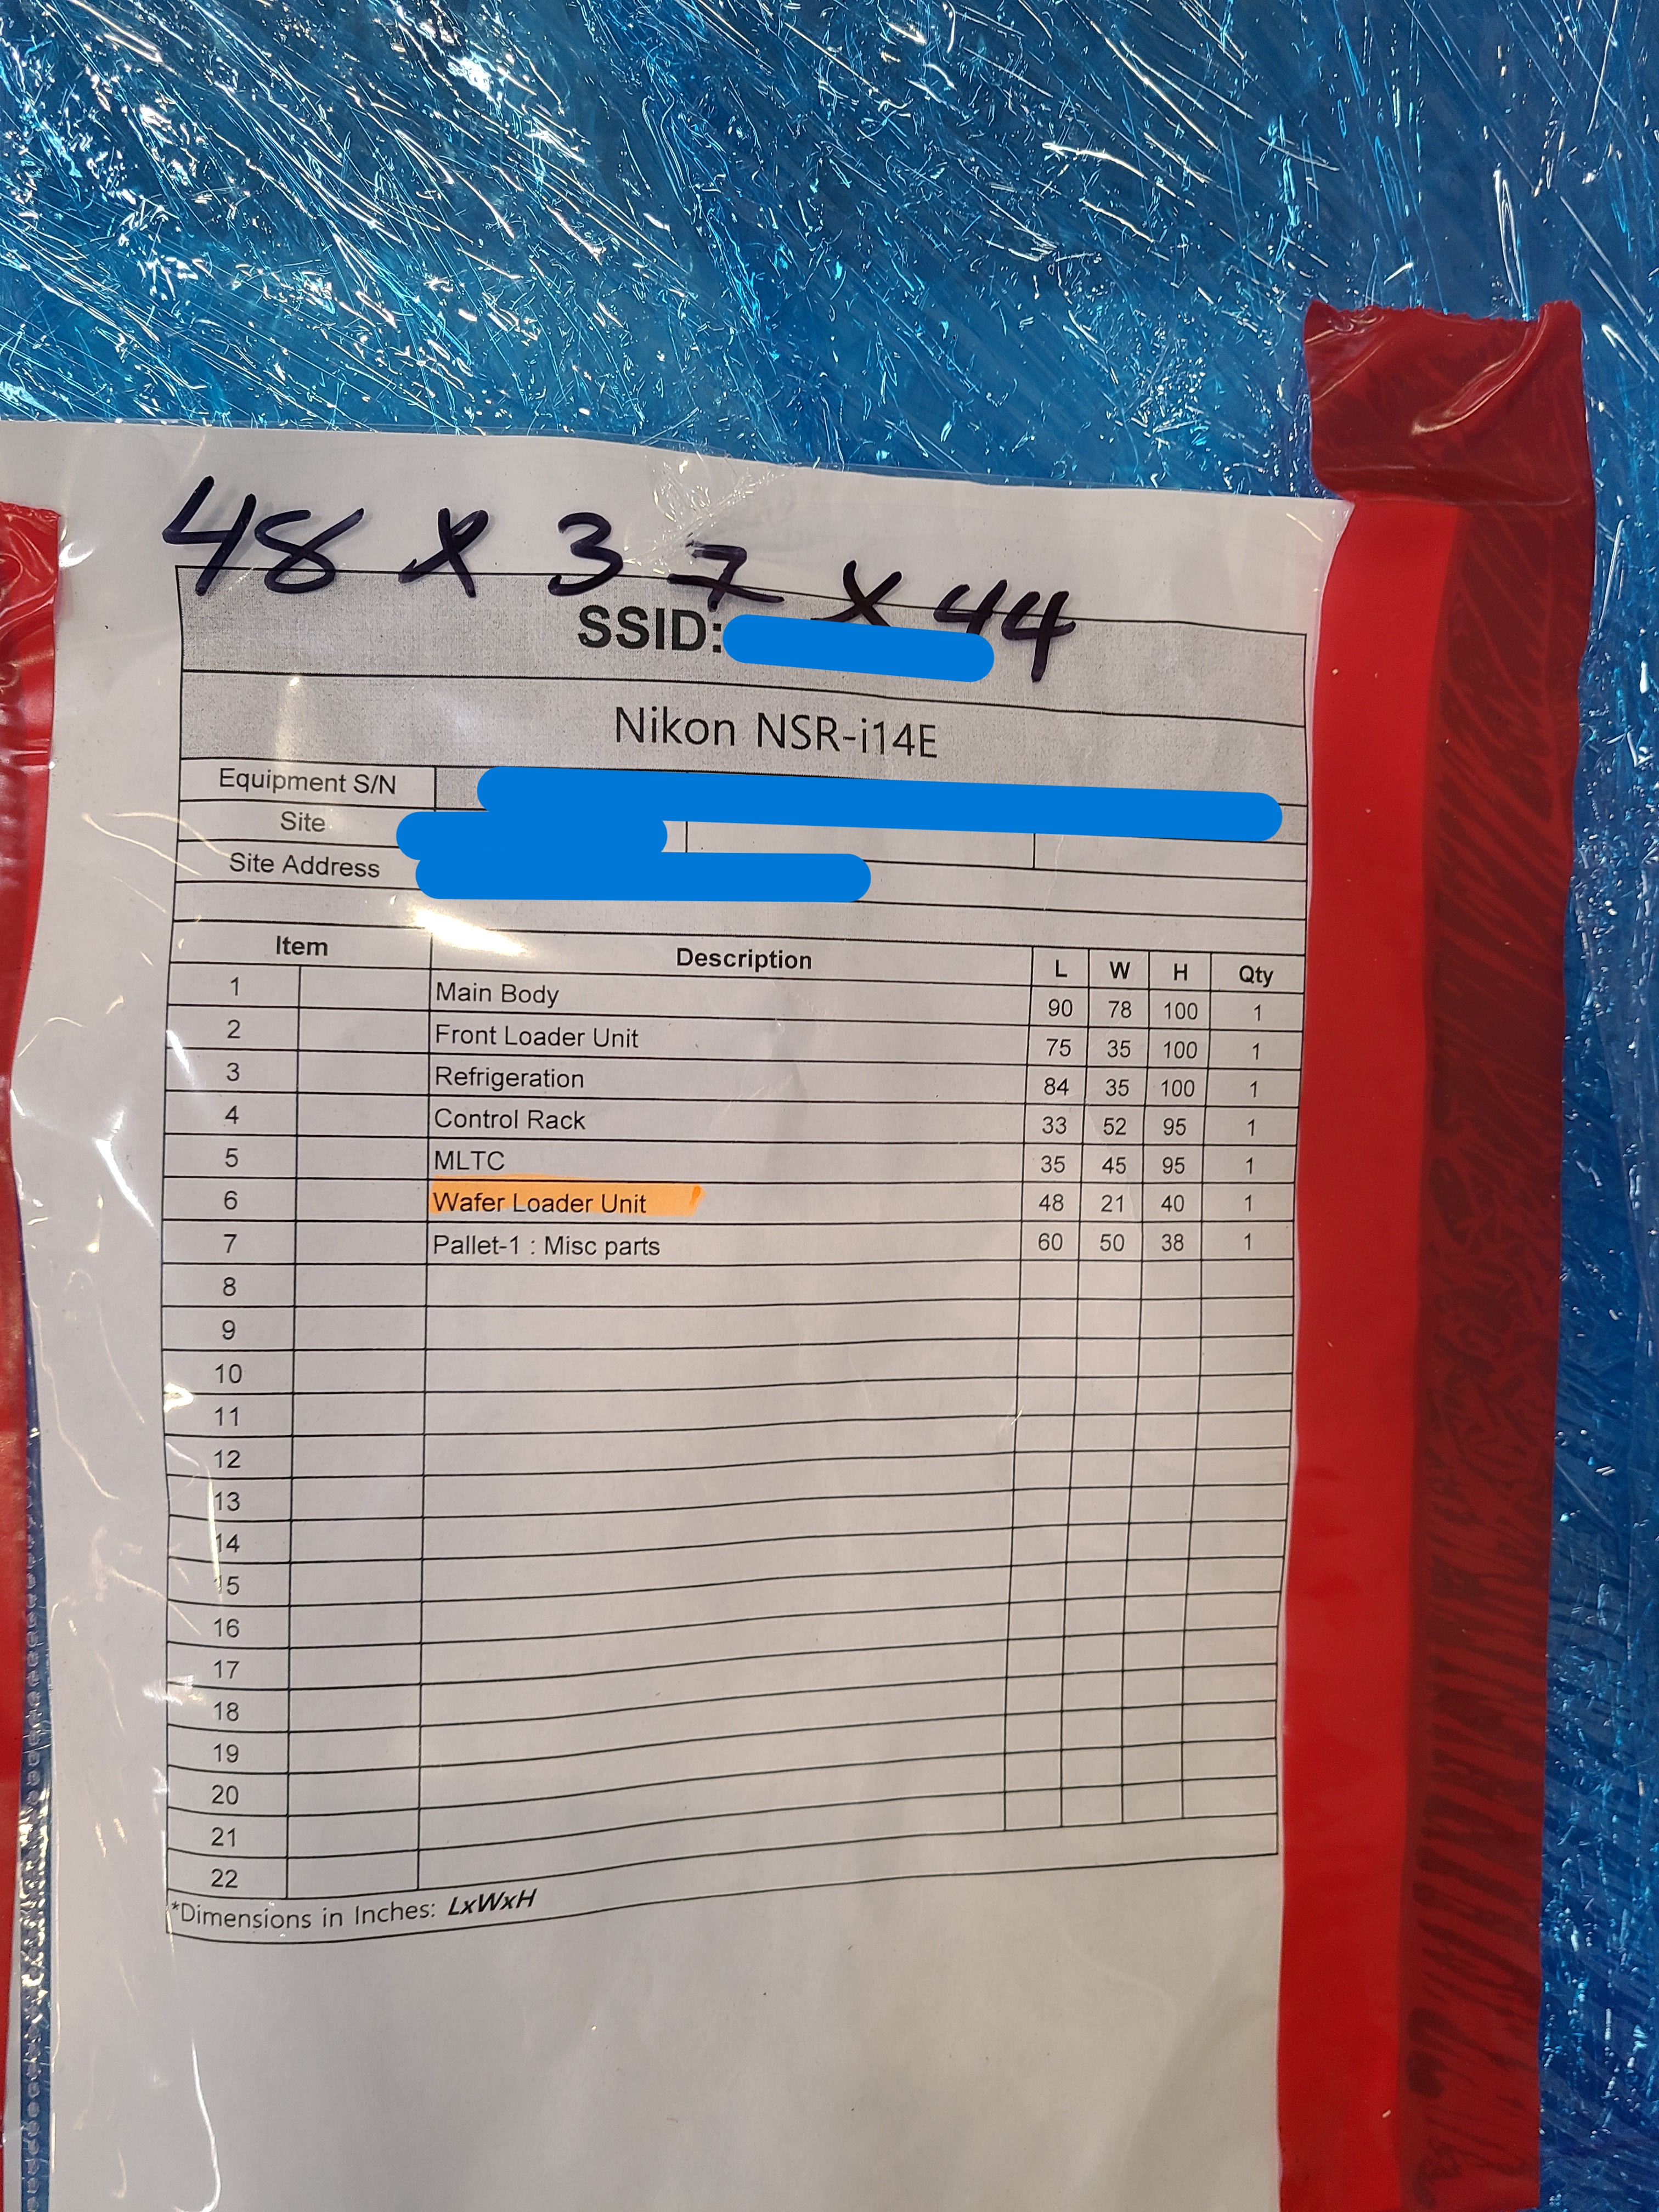 48 x 37 x 44
SSID:
Nikon NSR-i14E
Equipment S/N
Site
Site Address
Item Description L W H Qty
1 Main Body 90 78 100 1
2 Front Loader Unit 75 35 100 1
3 Refrigeration 84 35 100 1
4 Control Rack 33 52 95 1
5 MLTC 35 45 95 1
6 Wafer Loader Unit 48 21 40 1
7 Pallet-1 : Misc parts 60 50 38 1
8
9
10
11
12
13
14
15
16
17
18
19
20
21
22
*Dimensions in Inches: LxWxH